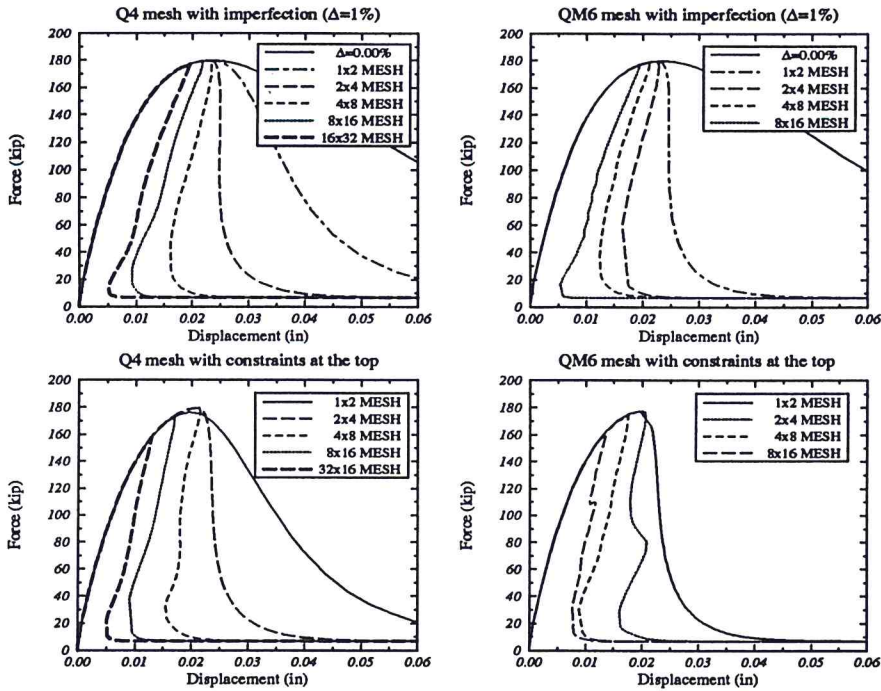 Q4 mesh with imperfection (Δ=1%)
200
180
160
140
120
100
80
60
40
20
0
Force (kip)
Δ=0.00%
1x2 MESH
2x4 MESH
4x8 MESH
8x16 MESH
16x32 MESH
0.00 0.01 0.02 0.03 0.04 0.05 0.06
Displacement (in)
QM6 mesh with imperfection (Δ=1%)
200
180
160
140
120
100
80
60
40
20
0
Force (kip)
Δ=0.00%
1x2 MESH
2x4 MESH
4x8 MESH
8x16 MESH
0.00 0.01 0.02 0.03 0.04 0.05 0.06
Displacement (in)
Q4 mesh with constraints at the top
200
180
160
140
120
100
80
60
40
20
0
Force (kip)
1x2 MESH
2x4 MESH
4x8 MESH
8x16 MESH
32x16 MESH
0.00 0.01 0.02 0.03 0.04 0.05 0.06
Displacement (in)
QM6 mesh with constraints at the top
200
180
160
140
120
100
80
60
40
20
0
Force (kip)
1x2 MESH
2x4 MESH
4x8 MESH
8x16 MESH
0.00 0.01 0.02 0.03 0.04 0.05 0.06
Displacement (in)